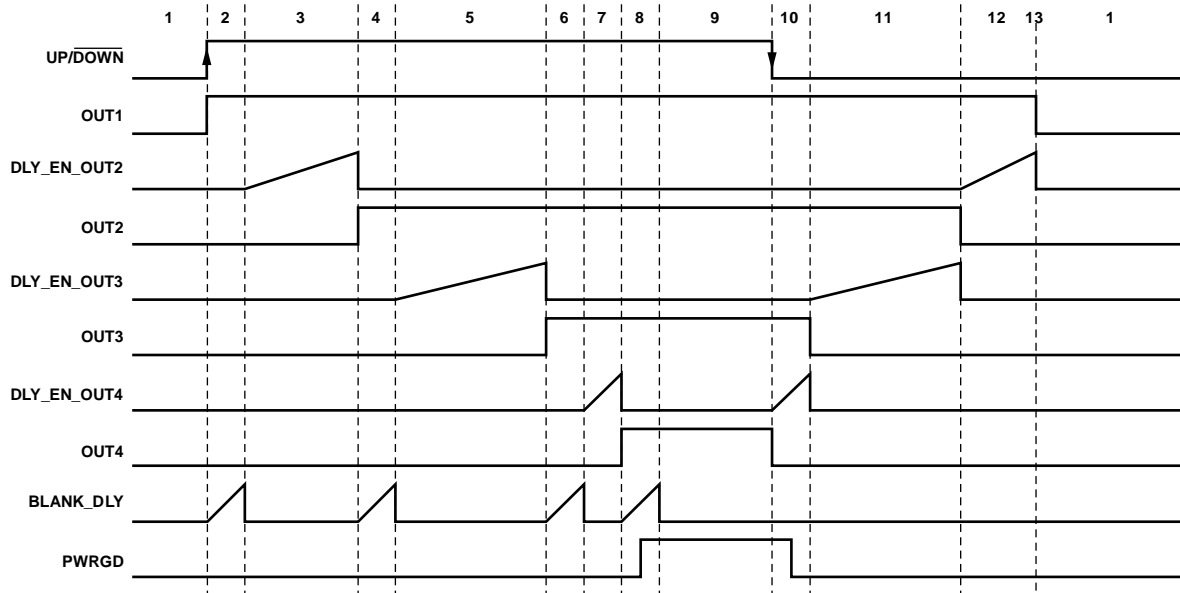 1 2 3 4 5 6 7 8 9 10 11 12 13 1
UP/DOWN
OUT1
DLY_EN_OUT2
OUT2
DLY_EN_OUT3
OUT3
DLY_EN_OUT4
OUT4
BLANK_DLY
PWRGD